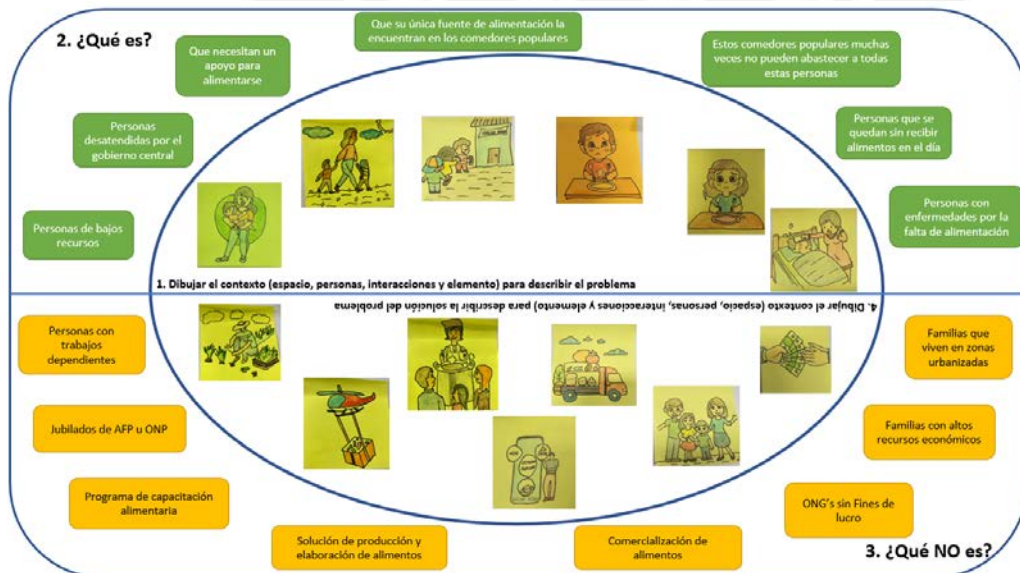 2. ¿Qué es?
Que su única fuente de alimentación la
encuentran en los comedores populares
Que necesitan un
apoyo para
alimentarse
Estos comedores populares muchas
veces no pueden abastecer a todas
estas personas
Personas
desatendidas por el
gobierno central
Personas que se
quedan sin recibir
alimentos en el día
Personas de bajos
recursos
Personas con
enfermedades por la
falta de alimentación
1. Dibujar el contexto (espacio, personas, interacciones y elemento) para describir el problema
4. Dibujar el contexto (espacio, personas, interacciones y elemento) para describir la solución del problema
Personas con
trabajos
dependientes
Familias que
viven en zonas
urbanizadas
Jubilados de AFP u ONP
Familias con altos
recursos económicos
Programa de capacitación
alimentaria
ONG's sin Fines de
lucro
Solución de producción y
elaboración de alimentos
Comercialización de
alimentos
3. ¿Qué NO es?